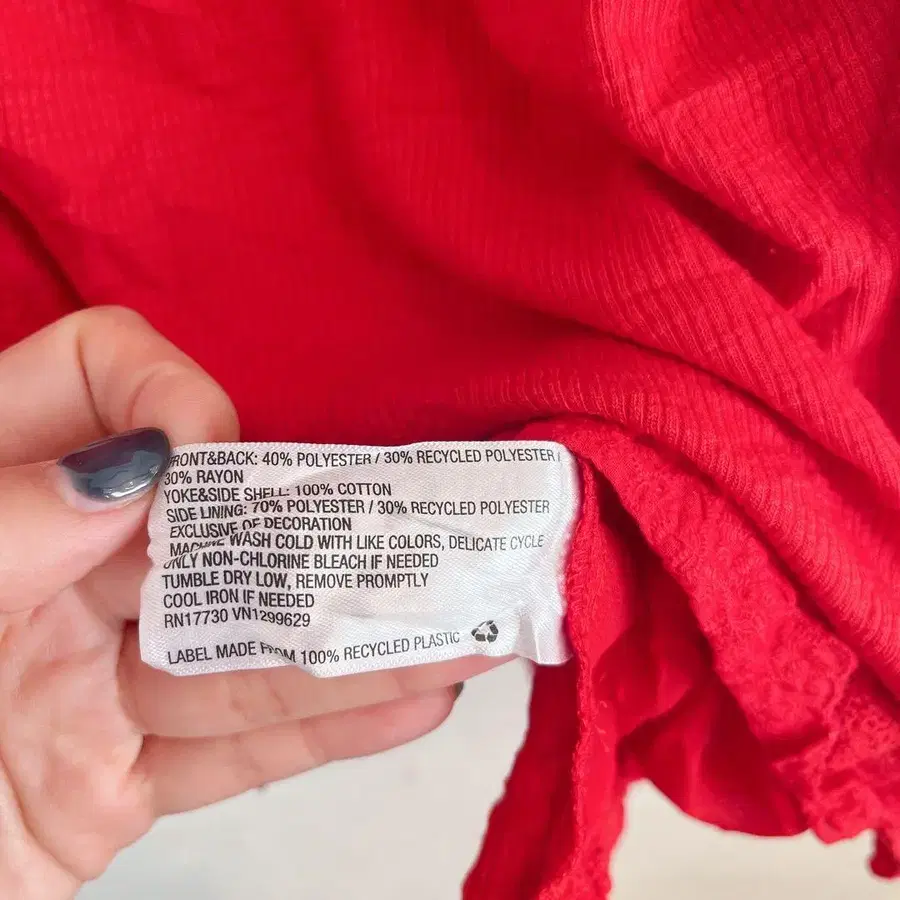 FRONT&BACK: 40% POLYESTER / 30% RECYCLED POLYESTER /
30% RAYON
YOKE&SIDE SHELL: 100% COTTON
SIDE LINING: 70% POLYESTER / 30% RECYCLED POLYESTER
EXCLUSIVE OF DECORATION
MACHINE WASH COLD WITH LIKE COLORS, DELICATE CYCLE
ONLY NON-CHLORINE BLEACH IF NEEDED
TUMBLE DRY LOW, REMOVE PROMPTLY
COOL IRON IF NEEDED
RN17730 VN1299629
LABEL MADE FROM 100% RECYCLED PLASTIC